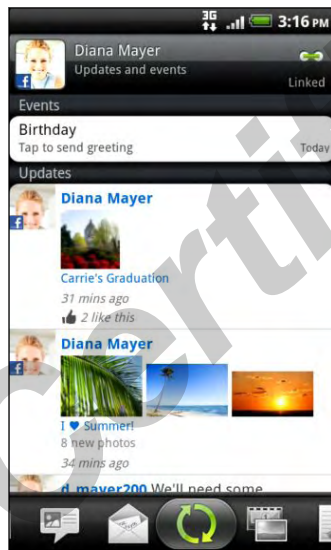 3G 3:16 PM
Diana Mayer
Updates and events
Linked
Events
Birthday
Tap to send greeting
Today
Updates
Diana Mayer
Carrie's Graduation
31 mins ago
2 like this
Diana Mayer
I ♥ Summer!
8 new photos
34 mins ago
d_mayer200 We'll need some